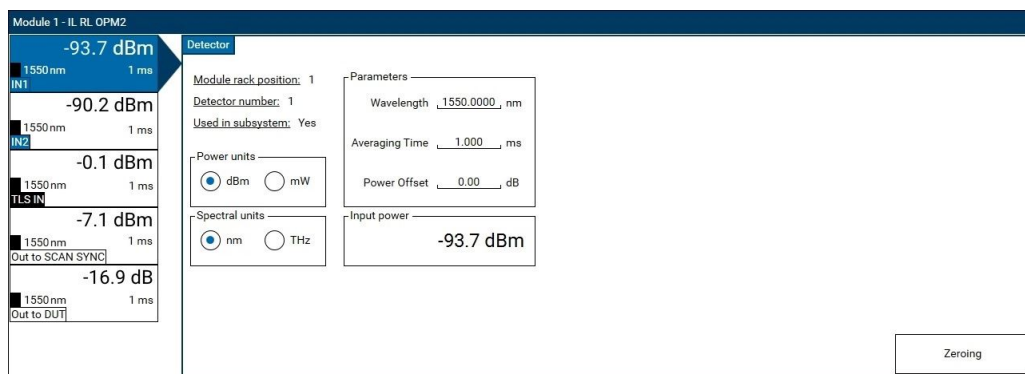 Module 1 - IL RL OPM2
-93.7 dBm
1550 nm 1 ms
IN1
-90.2 dBm
1550 nm 1 ms
IN2
-0.1 dBm
1550 nm 1 ms
TLS IN
-7.1 dBm
1550 nm 1 ms
Out to SCAN SYNC
-16.9 dB
1550 nm 1 ms
Out to DUT
Detector
Module rack position: 1
Detector number: 1
Used in subsystem: Yes
Power units
dBm mW
Spectral units
nm THz
Parameters
Wavelength 1550.0000 nm
Averaging Time 1.000 ms
Power Offset 0.00 dB
Input power
-93.7 dBm
Zeroing